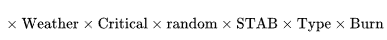 × Weather × Critical × random × STAB × Type × Burn